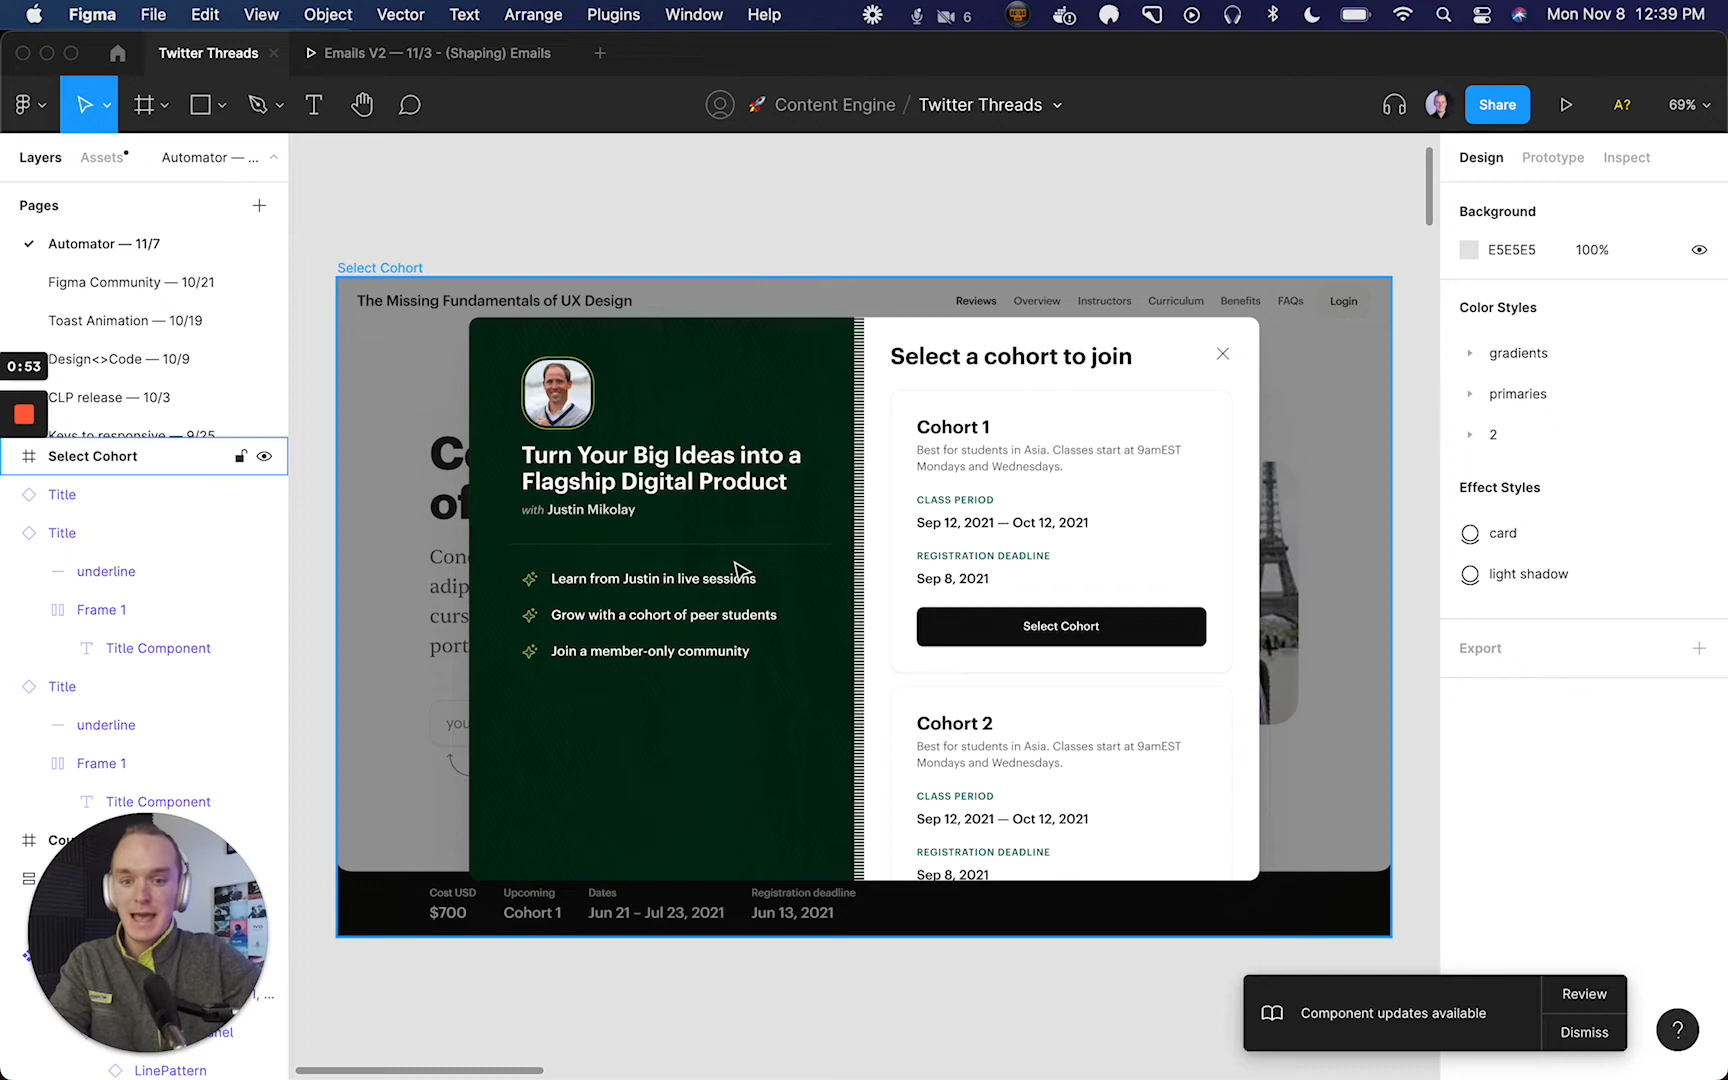 Figma File Edit View Object Vector Text Arrange Plugins Window Help 6 Mon Nov 8 12:39 PM
Twitter Threads Emails V2 — 11/3 - (Shaping) Emails
Content Engine / Twitter Threads Share A? 69%
Layers Assets Automator — ...
Pages
Automator — 11/7
Figma Community — 10/21
Toast Animation — 10/19
Design<>Code — 10/9
CLP release — 10/3
Keys to responsive — 9/25
0:53
Select Cohort
Title
Title
underline
Frame 1
Title Component
Title
underline
Frame 1
Title Component
LinePattern
Select Cohort
The Missing Fundamentals of UX Design
Reviews Overview Instructors Curriculum Benefits FAQs Login
Turn Your Big Ideas into a
Flagship Digital Product
with Justin Mikolay
Learn from Justin in live sessions
Grow with a cohort of peer students
Join a member-only community
Select a cohort to join
Cohort 1
Best for students in Asia. Classes start at 9amEST
Mondays and Wednesdays.
CLASS PERIOD
Sep 12, 2021 — Oct 12, 2021
REGISTRATION DEADLINE
Sep 8, 2021
Select Cohort
Cohort 2
Best for students in Asia. Classes start at 9amEST
Mondays and Wednesdays.
CLASS PERIOD
Sep 12, 2021 — Oct 12, 2021
REGISTRATION DEADLINE
Sep 8, 2021
Cost USD Upcoming Dates Registration deadline
$700 Cohort 1 Jun 21 – Jul 23, 2021 Jun 13, 2021
Design Prototype Inspect
Background
E5E5E5 100%
Color Styles
gradients
primaries
2
Effect Styles
card
light shadow
Export
Component updates available
Review
Dismiss
?